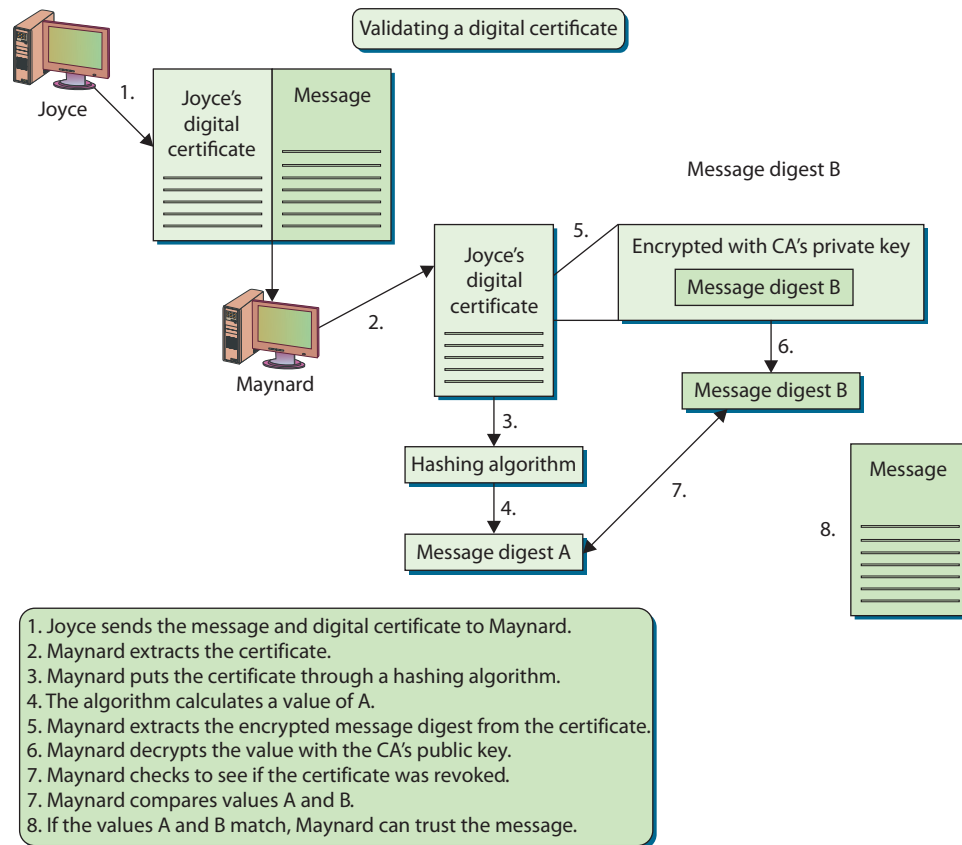 Validating a digital certificate
Joyce
1.
Joyce's
digital
certificate
Message
Message digest B
Maynard
2.
Joyce's
digital
certificate
5.
Encrypted with CA's private key
Message digest B
6.
Message digest B
3.
Hashing algorithm
4.
Message digest A
7.
Message
8.
1. Joyce sends the message and digital certificate to Maynard.
2. Maynard extracts the certificate.
3. Maynard puts the certificate through a hashing algorithm.
4. The algorithm calculates a value of A.
5. Maynard extracts the encrypted message digest from the certificate.
6. Maynard decrypts the value with the CA's public key.
7. Maynard checks to see if the certificate was revoked.
7. Maynard compares values A and B.
8. If the values A and B match, Maynard can trust the message.